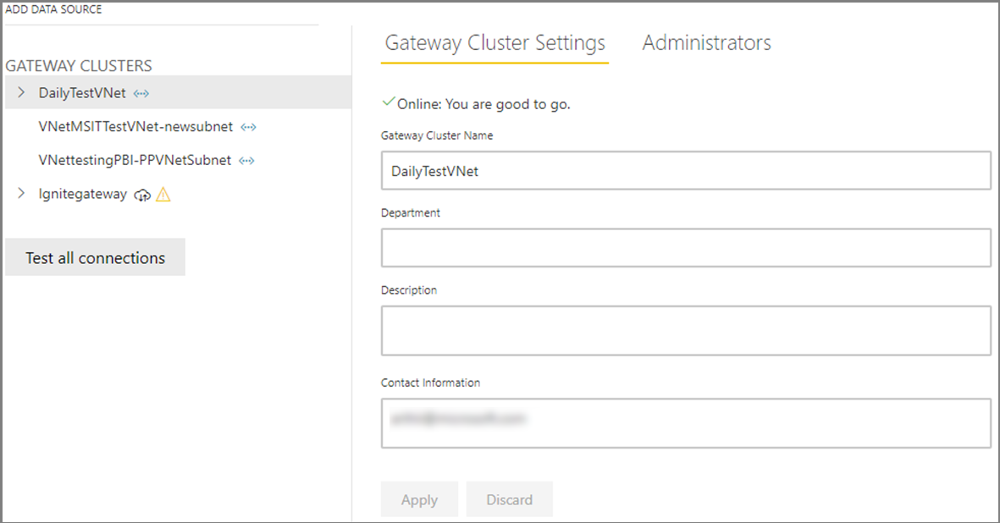 ADD DATA SOURCE
GATEWAY CLUSTERS
DailyTestVNet
VNetMSITTestVNet-newsubnet
VNettestingPBI-PPVNetSubnet
Ignitegateway
Test all connections
Gateway Cluster Settings Administrators
Online: You are good to go.
Gateway Cluster Name
DailyTestVNet
Department
Description
Contact Information
Apply Discard